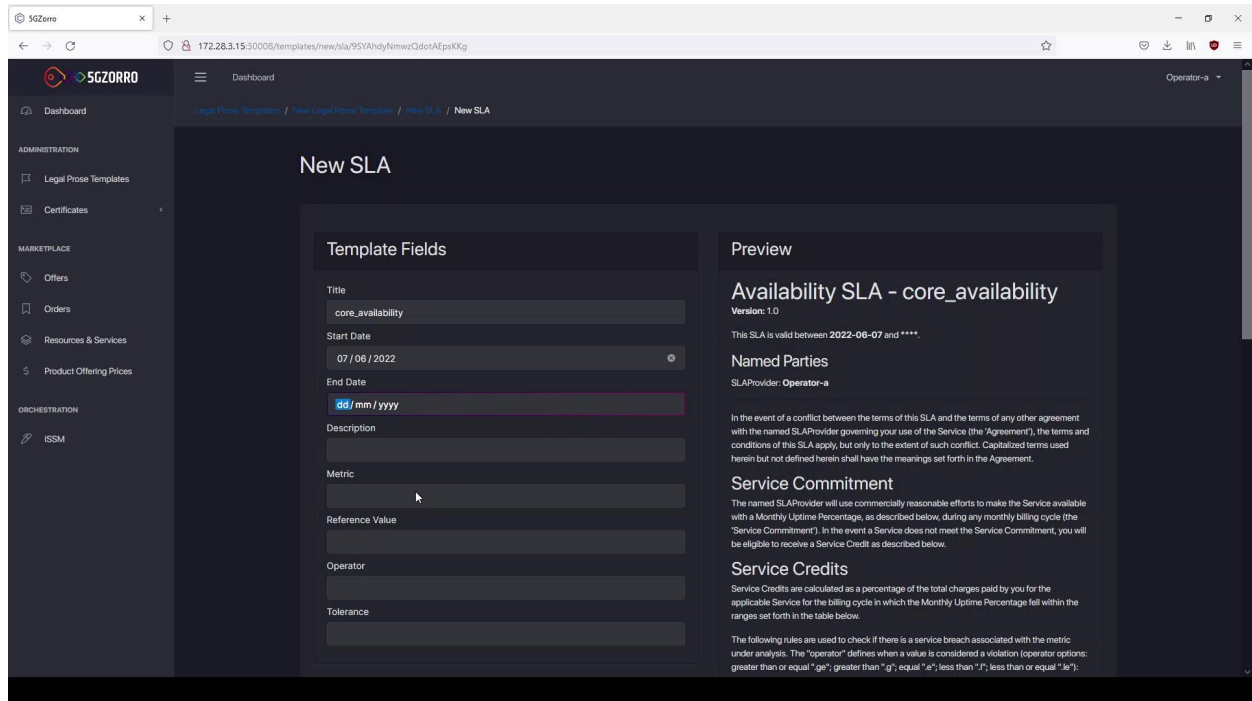 5GZorro
172.28.3.15:30008/templates/new/sla/9SYAhdyNmwzQdotAEpsKKg
5GZORRO
Dashboard
Operator-a
Dashboard
Legal Prose Templates / New Legal Prose Template / New SLA / New SLA
ADMINISTRATION
Legal Prose Templates
Certificates
MARKETPLACE
Offers
Orders
Resources & Services
Product Offering Prices
ORCHESTRATION
ISSM
New SLA
Template Fields
Title
core_availability
Start Date
07 / 06 / 2022
End Date
dd / mm / yyyy
Description
Metric
Reference Value
Operator
Tolerance
Preview
Availability SLA - core_availability
Version: 1.0
This SLA is valid between 2022-06-07 and ****.
Named Parties
SLAProvider: Operator-a
In the event of a conflict between the terms of this SLA and the terms of any other agreement
with the named SLAProvider governing your use of the Service (the 'Agreement'), the terms and
conditions of this SLA apply, but only to the extent of such conflict. Capitalized terms used
herein but not defined herein shall have the meanings set forth in the Agreement.
Service Commitment
The named SLAProvider will use commercially reasonable efforts to make the Service available
with a Monthly Uptime Percentage, as described below, during any monthly billing cycle (the
'Service Commitment'). In the event a Service does not meet the Service Commitment, you will
be eligible to receive a Service Credit as described below.
Service Credits
Service Credits are calculated as a percentage of the total charges paid by you for the
applicable Service for the billing cycle in which the Monthly Uptime Percentage fell within the
ranges set forth in the table below.
The following rules are used to check if there is a service breach associated with the metric
under analysis. The "operator" defines when a value is considered a violation (operator options:
greater than or equal ".ge"; greater than ".g"; equal ".e"; less than ".l"; less than or equal ".le"):